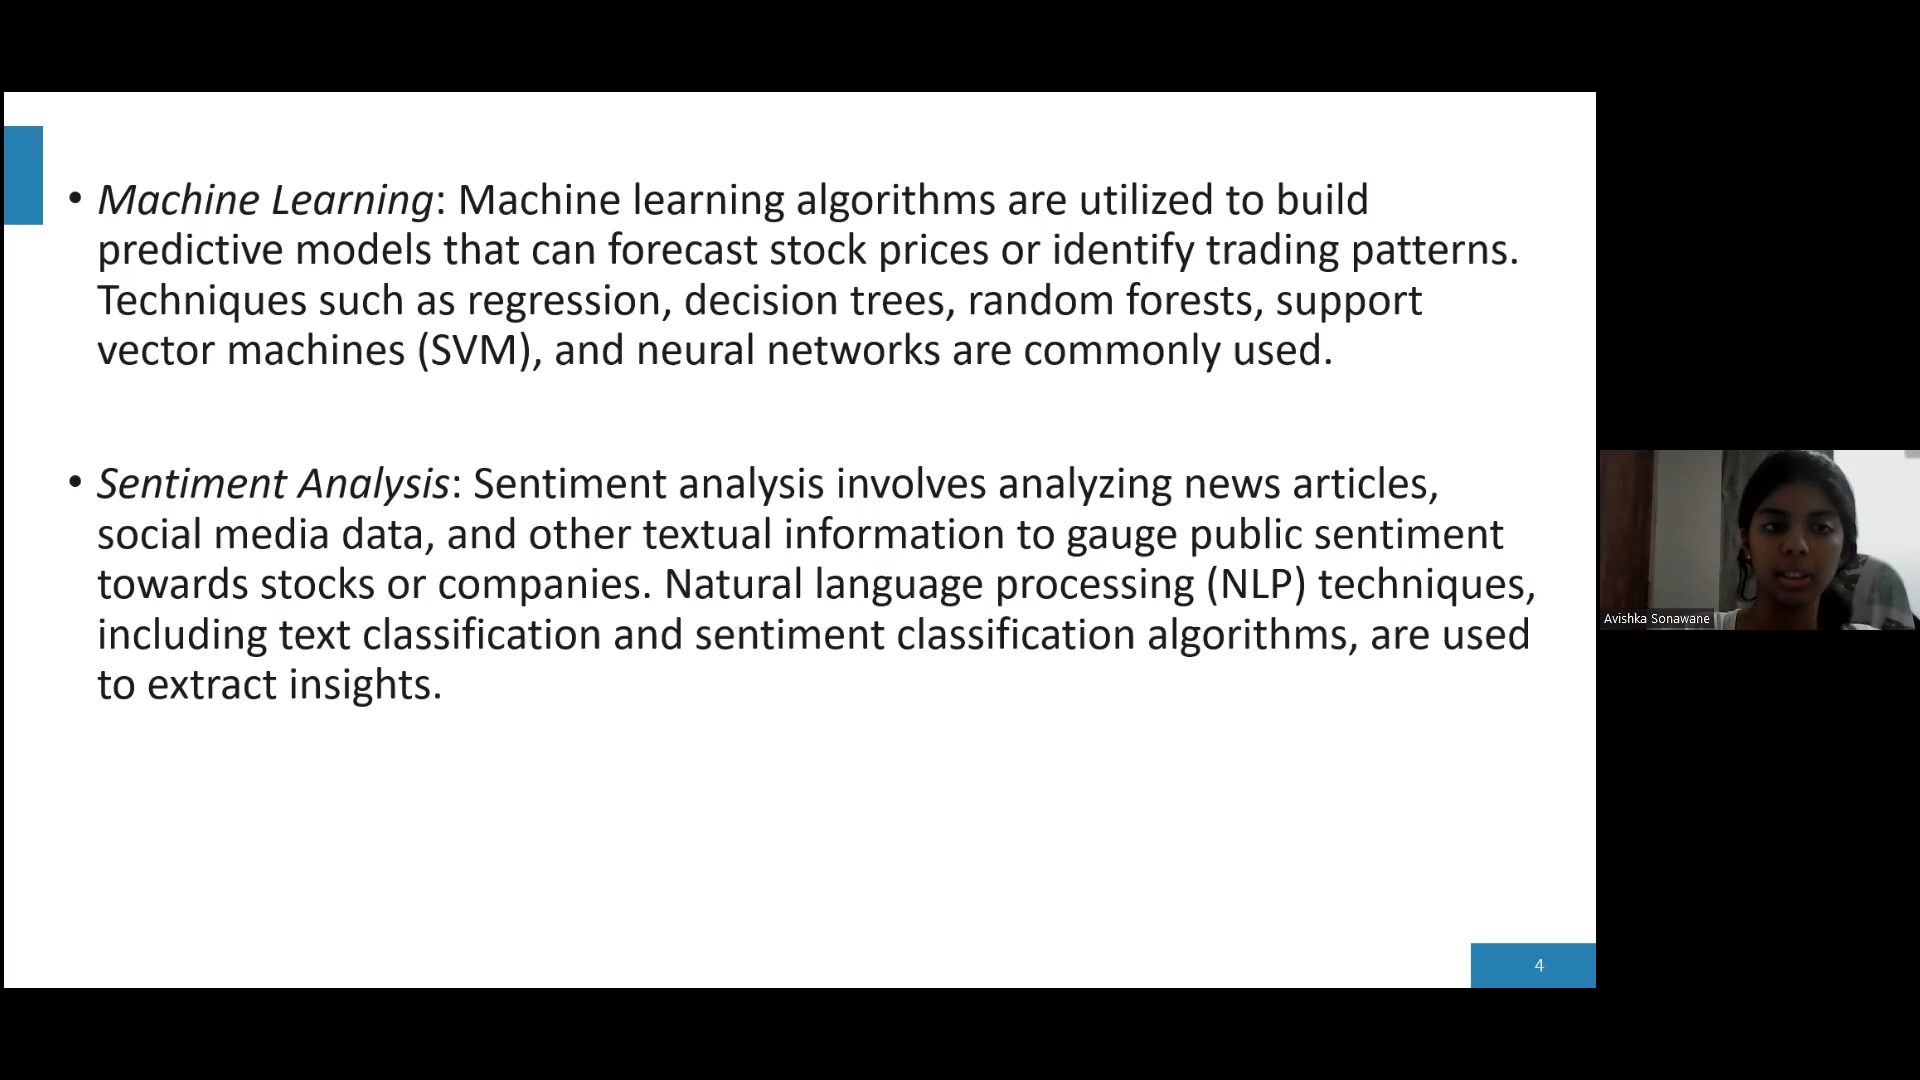 • Machine Learning: Machine learning algorithms are utilized to build
predictive models that can forecast stock prices or identify trading patterns.
Techniques such as regression, decision trees, random forests, support
vector machines (SVM), and neural networks are commonly used.
• Sentiment Analysis: Sentiment analysis involves analyzing news articles,
social media data, and other textual information to gauge public sentiment
towards stocks or companies. Natural language processing (NLP) techniques,
including text classification and sentiment classification algorithms, are used
to extract insights.
Avishka Sonawane
4